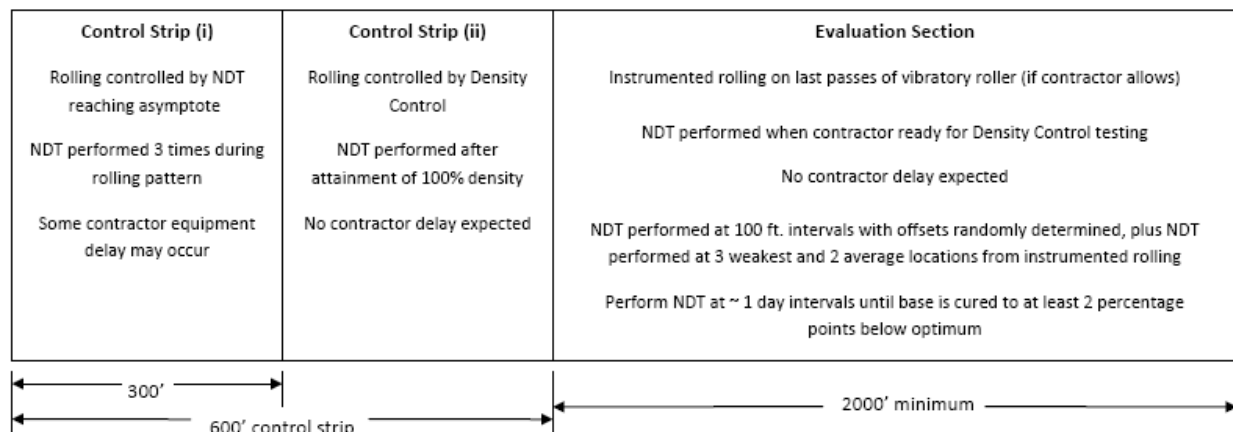 Control Strip (i)
Rolling controlled by NDT
reaching asymptote
NDT performed 3 times during
rolling pattern
Some contractor equipment
delay may occur
Control Strip (ii)
Rolling controlled by Density
Control
NDT performed after
attainment of 100% density
No contractor delay expected
Evaluation Section
Instrumented rolling on last passes of vibratory roller (if contractor allows)
NDT performed when contractor ready for Density Control testing
No contractor delay expected
NDT performed at 100 ft. intervals with offsets randomly determined, plus NDT
performed at 3 weakest and 2 average locations from instrumented rolling
Perform NDT at ~ 1 day intervals until base is cured to at least 2 percentage
points below optimum
300'
600' control strip
2000' minimum